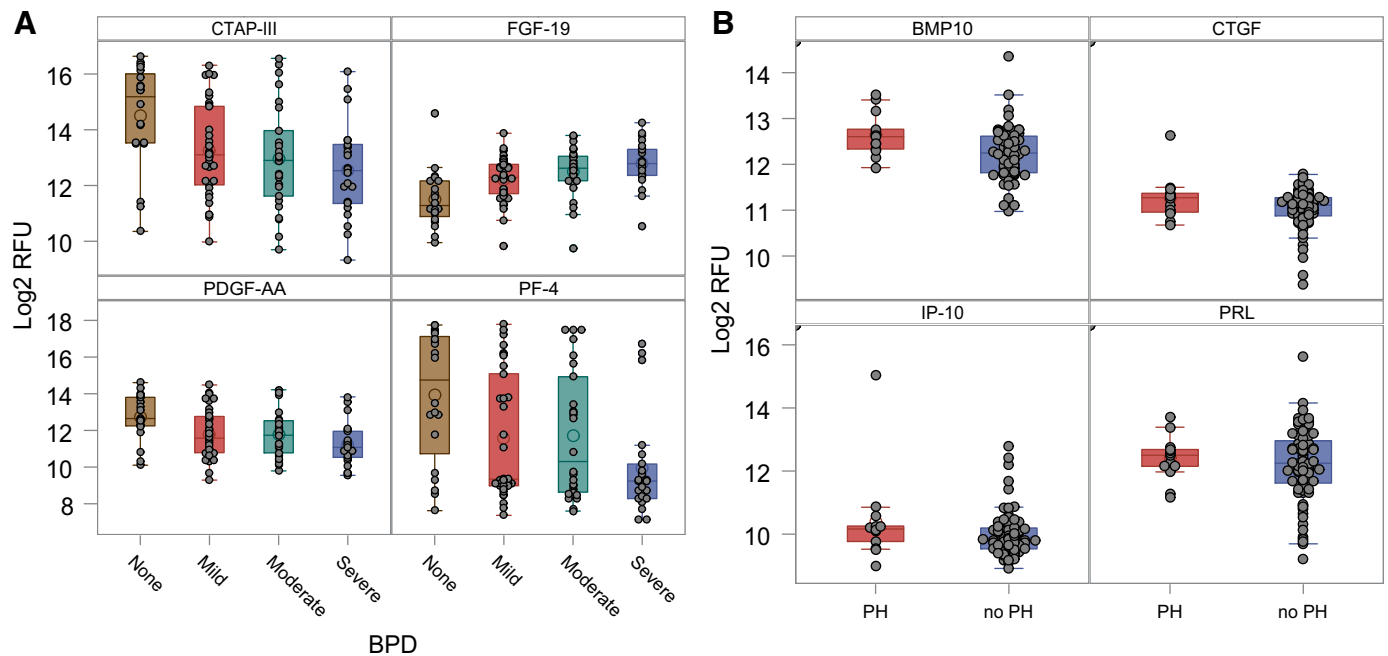 A
B
CTAP-III FGF-19
BMP10 CTGF
16
14
12
10
14
13
12
11
10
PDGF-AA PF-4
IP-10 PRL
18
16
14
12
10
8
16
14
12
10
Log2 RFU
Log2 RFU
None Mild Moderate Severe None Mild Moderate Severe
PH no PH PH no PH
BPD